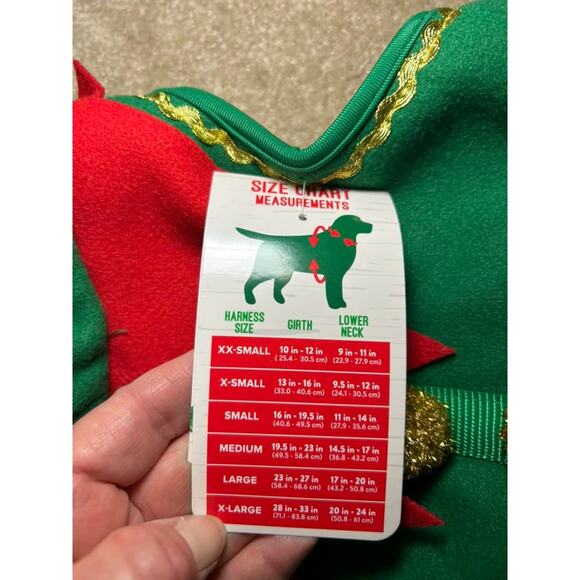 SIZE CHART
MEASUREMENTS
HARNESS SIZE GIRTH LOWER NECK
XX-SMALL 10 in - 12 in 9 in - 11 in
(25.4 - 30.5 cm) (22.9 - 27.9 cm)
X-SMALL 13 in - 16 in 9.5 in - 12 in
(33.0 - 40.6 cm) (24.1 - 30.5 cm)
SMALL 16 in - 19.5 in 11 in - 14 in
(40.6 - 49.5 cm) (27.9 - 35.6 cm)
MEDIUM 19.5 in - 23 in 14.5 in - 17 in
(49.5 - 58.4 cm) (36.8 - 43.2 cm)
LARGE 23 in - 27 in 17 in - 20 in
(58.4 - 68.6 cm) (43.2 - 50.8 cm)
X-LARGE 28 in - 33 in 20 in - 24 in
(71.1 - 83.8 cm) (50.8 - 61 cm)